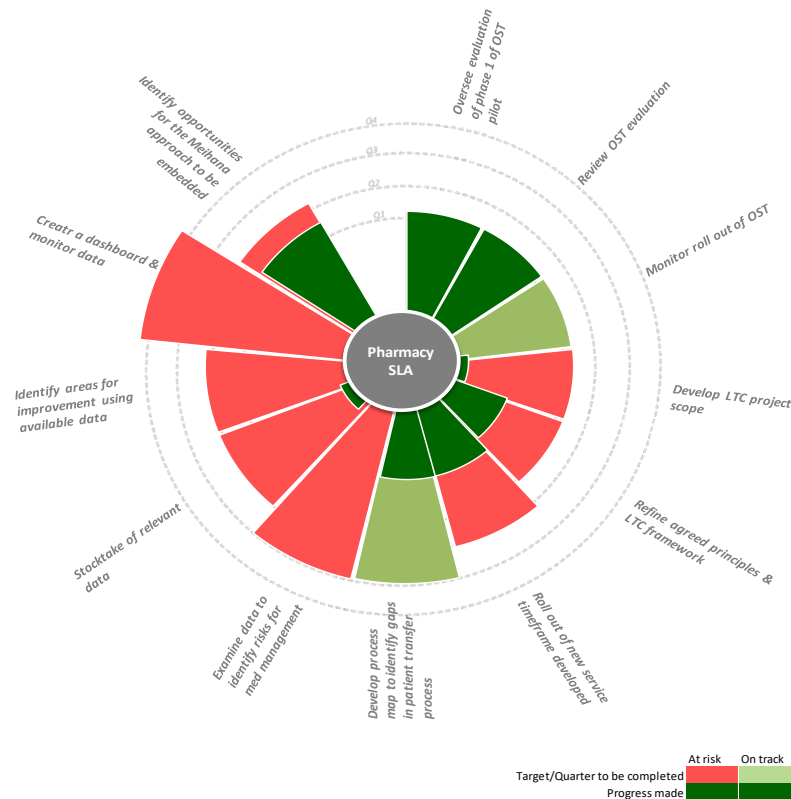 Oversee evaluation
of phase 1 of OST
pilot
Review OST evaluation
Monitor roll out of OST
Develop LTC project
scope
Refine agreed principles &
LTC framework
Roll out of new service
timeframe developed
Develop process
map to identify gaps
in patient transfer
process
Examine data to
identify risks for
med management
Stocktake of relevant
data
Identify areas for
improvement using
available data
Creatr a dashboard &
monitor data
Identify opportunities
for the Meihana
approach to be
embedded
Q4
Q3
Q2
Q1
Pharmacy
SLA
At risk On track
Target/Quarter to be completed
Progress made